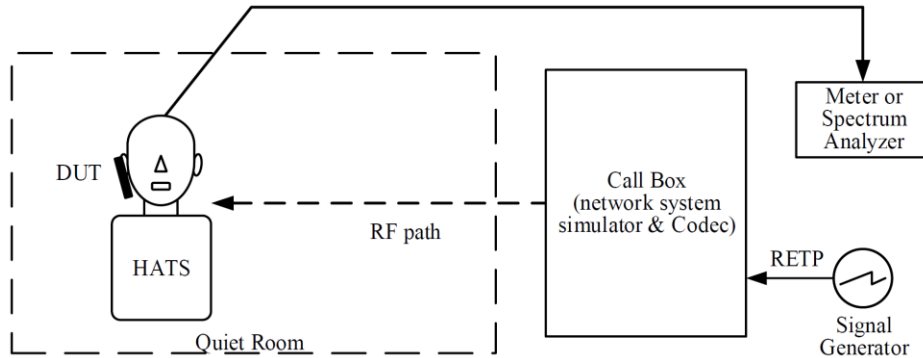 Meter or
Spectrum
Analyzer
DUT
Call Box
(network system
simulator & Codec)
RF path
HATS
RETP
Quiet Room
Signal
Generator